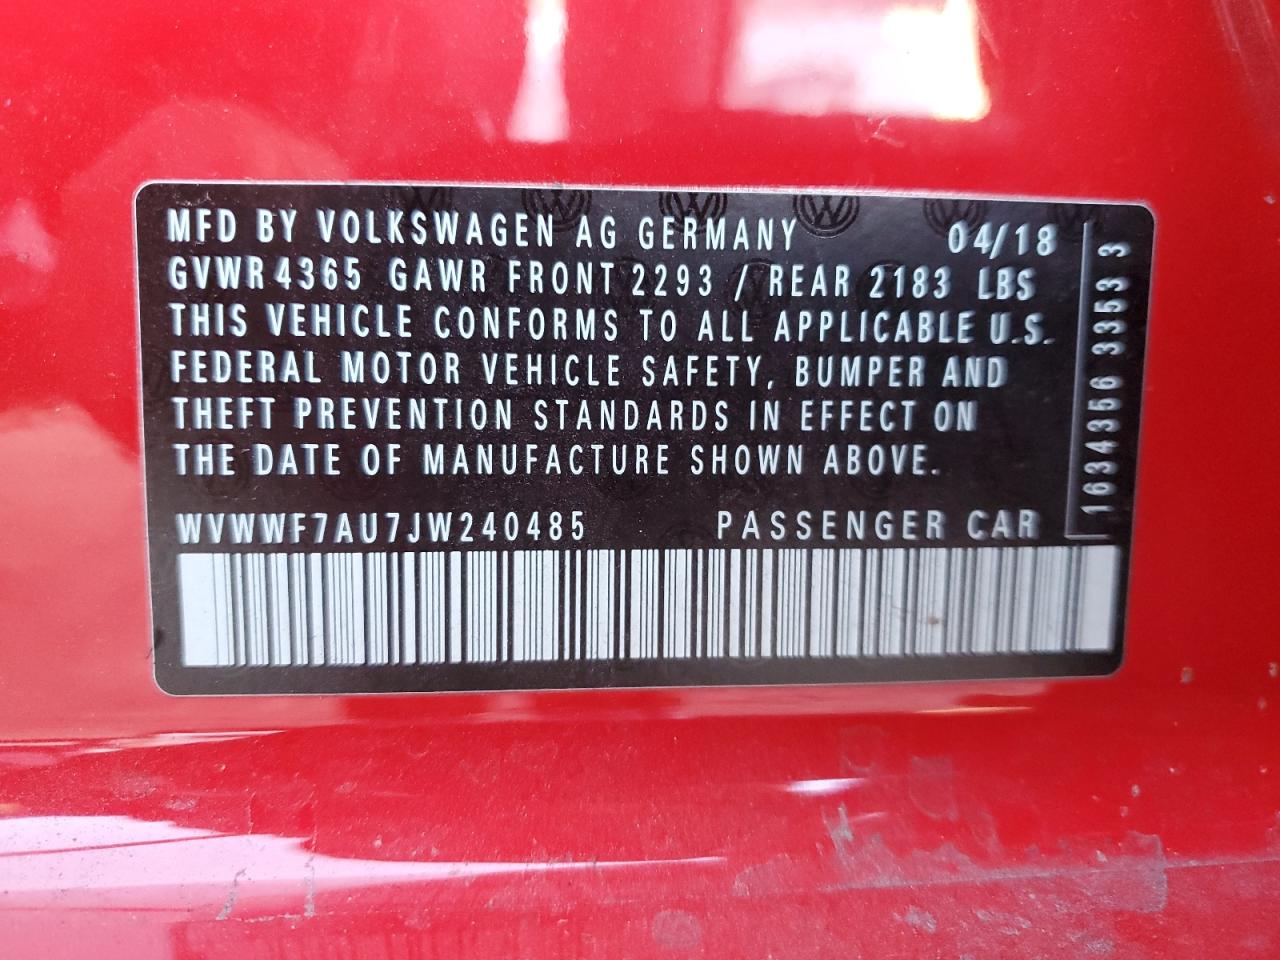 MFD BY VOLKSWAGEN AG GERMANY 04/18
GVWR 4365 GAWR FRONT 2293 / REAR 2183 LBS
THIS VEHICLE CONFORMS TO ALL APPLICABLE U.S.
FEDERAL MOTOR VEHICLE SAFETY, BUMPER AND
THEFT PREVENTION STANDARDS IN EFFECT ON
THE DATE OF MANUFACTURE SHOWN ABOVE.
WVWWF7AU7JW240485 PASSENGER CAR
1634356 3353 3